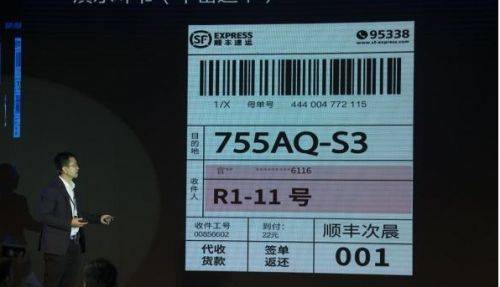 SF EXPRESS
顺丰速运
95338
www.sf-express.com
1/X 母单号 444 004 772 115
目的地
755AQ-S3
收件人
官** ********6116
R1-11 号
收件工号
00856602
到付:
22元
顺丰次晨
代收
货款
签单
返还
001